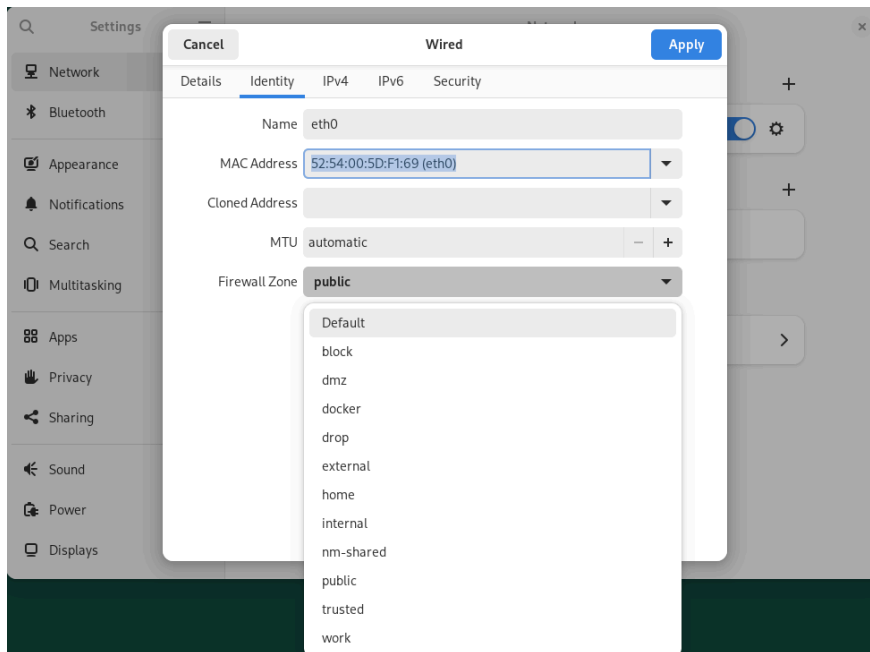 Settings
Network
Bluetooth
Appearance
Notifications
Search
Multitasking
Apps
Privacy
Sharing
Sound
Power
Displays
Cancel
Wired
Apply
Details
Identity
IPv4
IPv6
Security
Name
eth0
MAC Address
52:54:00:5D:F1:69 (eth0)
Cloned Address
MTU
automatic
Firewall Zone
public
Default
block
dmz
docker
drop
external
home
internal
nm-shared
public
trusted
work